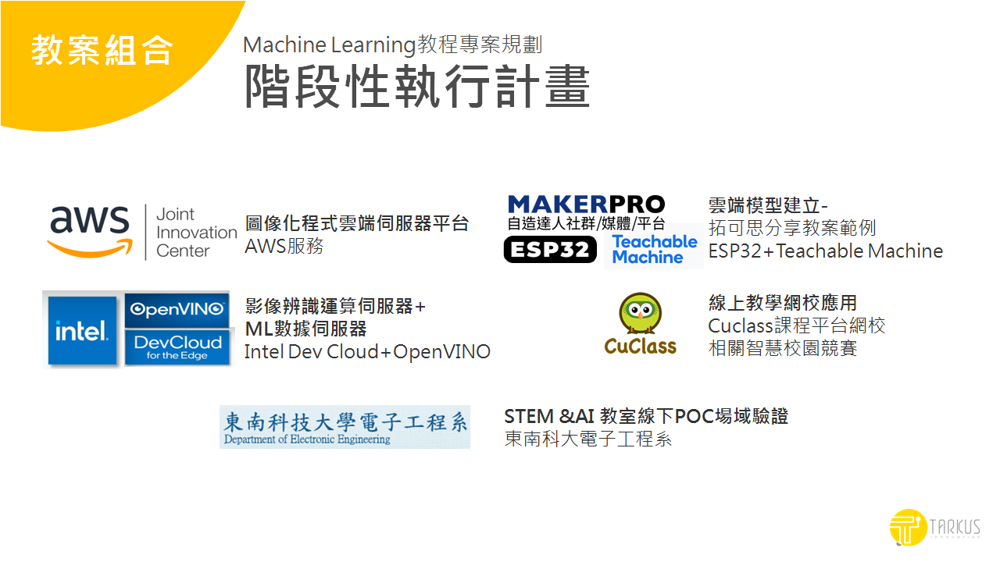 教案組合
Machine Learning教程專案規劃
階段性執行計畫
aws
Joint
Innovation
Center
圖像化程式雲端伺服器平台
AWS服務
MAKERPRO
自造達人社群/媒體/平台
ESP32
Teachable
Machine
雲端模型建立-
拓可思分享教案範例
ESP32+Teachable Machine
intel.
OpenVINO™
DevCloud
for the Edge
影像辨識運算伺服器+
ML數據伺服器
Intel Dev Cloud+OpenVINO
CuClass
線上教學網校應用
Cuclass課程平台網校
相關智慧校園競賽
東南科技大學電子工程系
Department of Electronic Engineering
STEM &AI 教室線下POC場域驗證
東南科大電子工程系
TARKUS
innovation